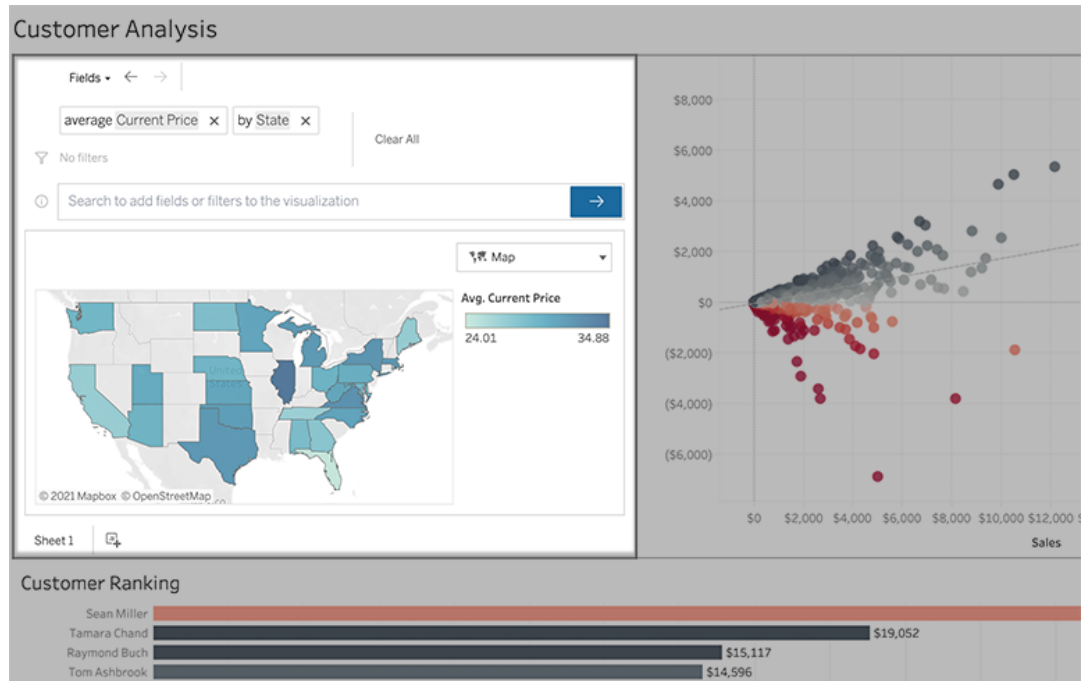 Customer Analysis
Fields
average Current Price × by State ×
Clear All
No filters
Search to add fields or filters to the visualization
Map
Avg. Current Price
24.01 34.88
United
States
© 2021 Mapbox © OpenStreetMap
Sheet 1
$8,000
$6,000
$4,000
$2,000
$0
($2,000)
($4,000)
($6,000)
$0 $2,000 $4,000 $6,000 $8,000 $10,000 $12,000
Sales
Customer Ranking
Sean Miller
Tamara Chand $19,052
Raymond Buch $15,117
Tom Ashbrook $14,596